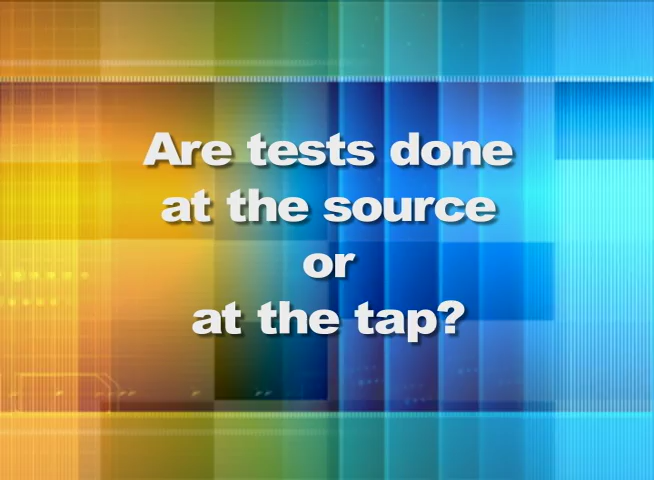 Are tests done
at the source
or
at the tap?